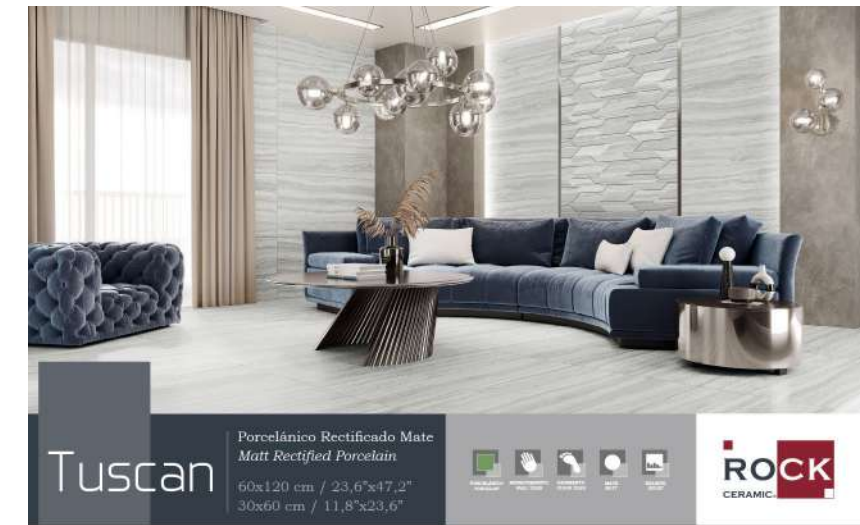 Tuscan
Porcelánico Rectificado Mate
Matt Rectified Porcelain
60x120 cm / 23,6"x47,2"
30x60 cm / 11,8"x23,6"
ROCK
CERAMIC